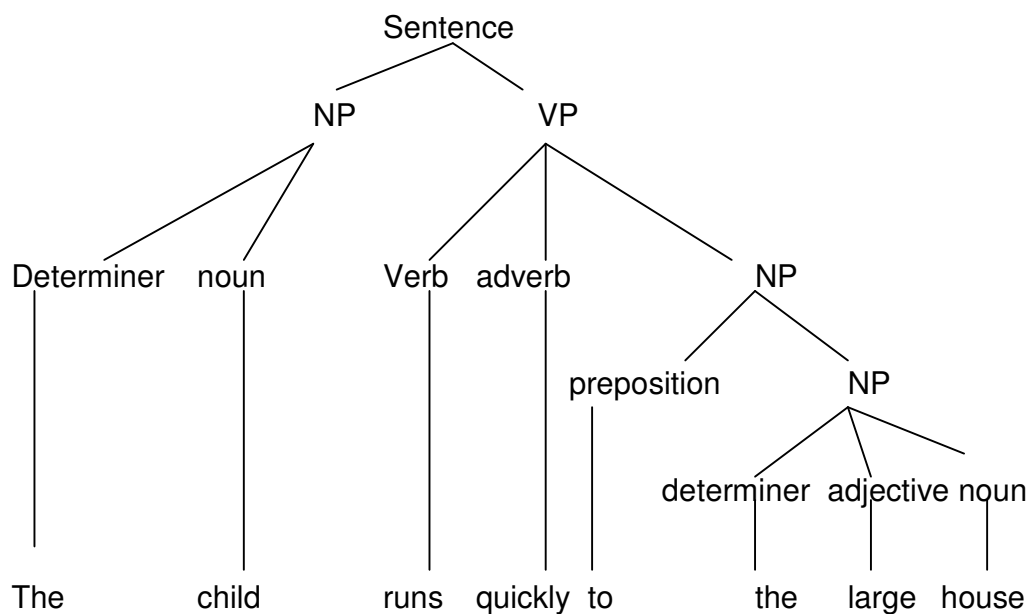 Sentence
NP VP
Determiner noun Verb adverb NP
preposition NP
determiner adjective noun
The child runs quickly to the large house